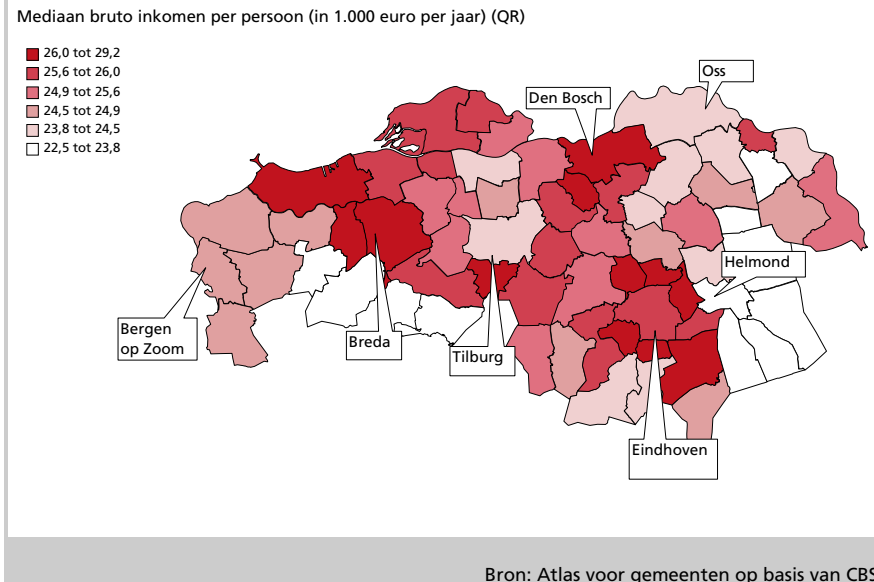 Mediaan bruto inkomen per persoon (in 1.000 euro per jaar) (QR)
26,0 tot 29,2
25,6 tot 26,0
24,9 tot 25,6
24,5 tot 24,9
23,8 tot 24,5
22,5 tot 23,8
Oss
Den Bosch
Helmond
Bergen
op Zoom
Breda
Tilburg
Eindhoven
Bron: Atlas voor gemeenten op basis van CBS